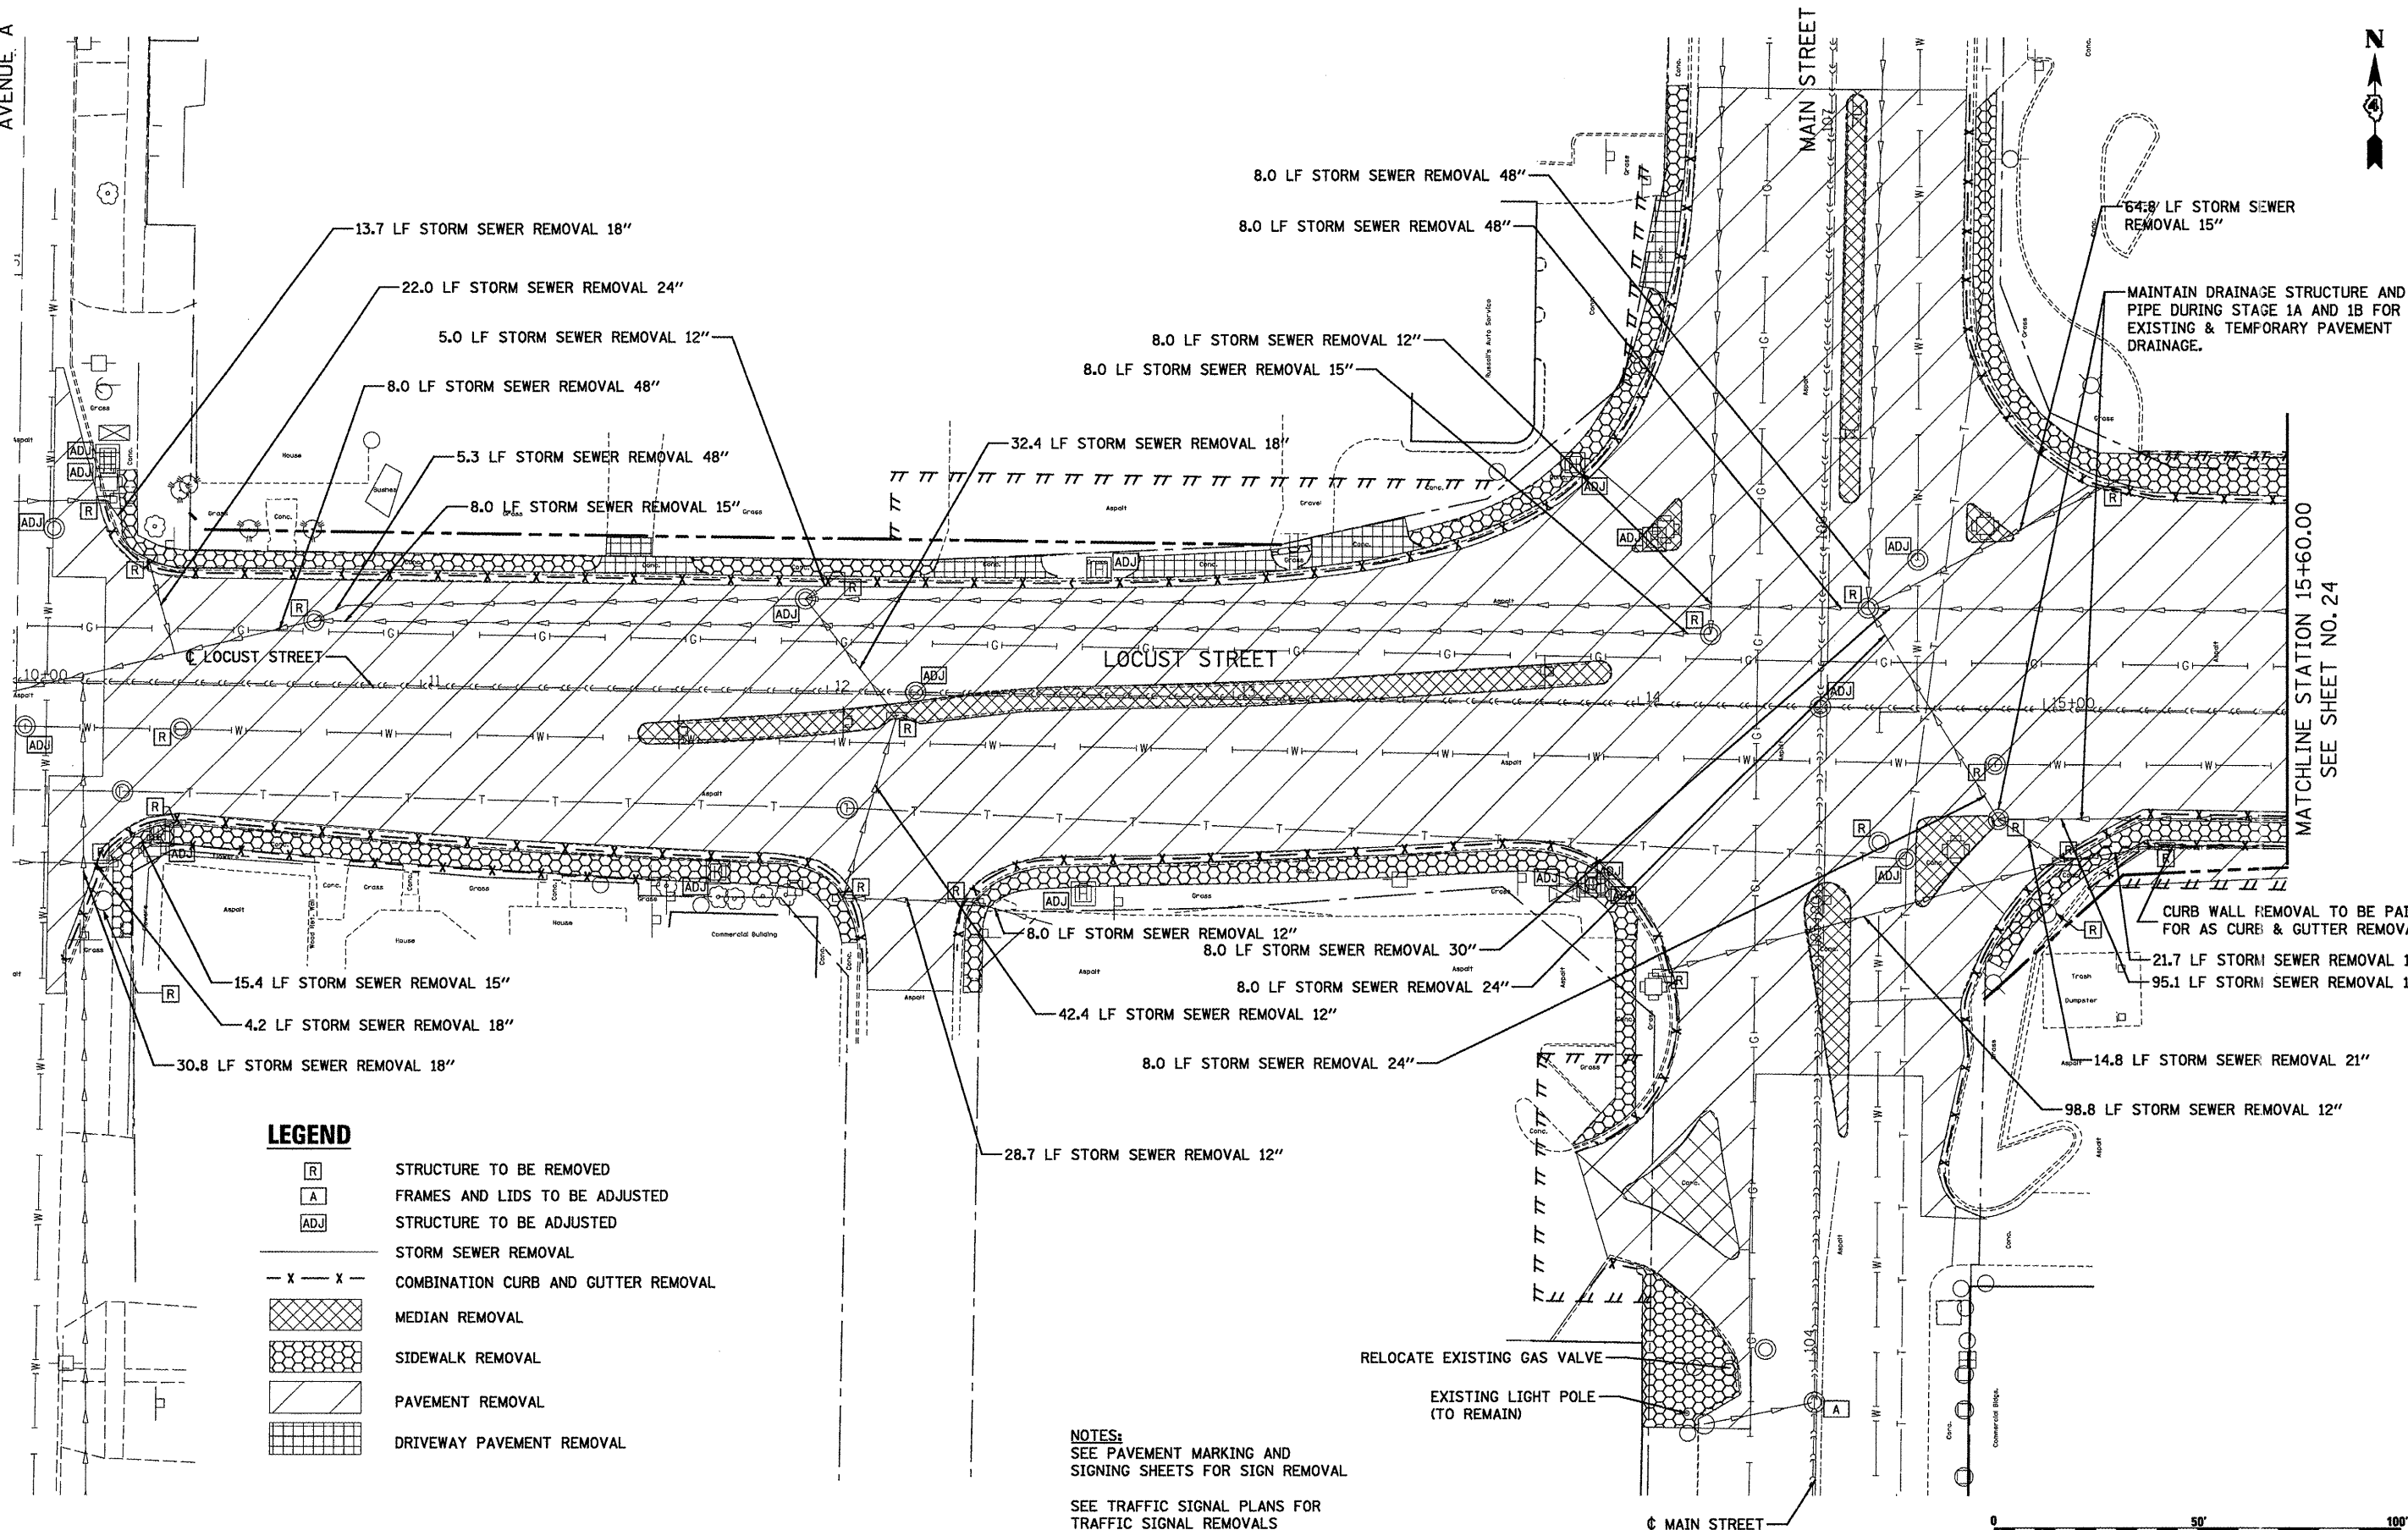 AVENUE A
MAIN STREET
N
4
8.0 LF STORM SEWER REMOVAL 48"
8.0 LF STORM SEWER REMOVAL 48"
64.8 LF STORM SEWER
REMOVAL 15"
13.7 LF STORM SEWER REMOVAL 18"
22.0 LF STORM SEWER REMOVAL 24"
5.0 LF STORM SEWER REMOVAL 12"
8.0 LF STORM SEWER REMOVAL 48"
5.3 LF STORM SEWER REMOVAL 48"
8.0 LF STORM SEWER REMOVAL 15"
32.4 LF STORM SEWER REMOVAL 18"
8.0 LF STORM SEWER REMOVAL 12"
8.0 LF STORM SEWER REMOVAL 15"
MAINTAIN DRAINAGE STRUCTURE AND
PIPE DURING STAGE 1A AND 1B FOR
EXISTING & TEMPORARY PAVEMENT
DRAINAGE.
Russell's Auto Service
House
Bushes
℄ LOCUST STREET
LOCUST STREET
10+00
11
12
13
14
15+00
107
106
104
MATCHLINE STATION 15+60.00
SEE SHEET NO. 24
Asphalt
Grass
Conc.
Gravel
House
Commercial Building
Trash
Dumpster
Commercial Bldg.
CURB WALL REMOVAL TO BE PAI
FOR AS CURB & GUTTER REMOVA
21.7 LF STORM SEWER REMOVAL 1
95.1 LF STORM SEWER REMOVAL 1
14.8 LF STORM SEWER REMOVAL 21"
98.8 LF STORM SEWER REMOVAL 12"
8.0 LF STORM SEWER REMOVAL 12"
8.0 LF STORM SEWER REMOVAL 30"
8.0 LF STORM SEWER REMOVAL 24"
42.4 LF STORM SEWER REMOVAL 12"
8.0 LF STORM SEWER REMOVAL 24"
28.7 LF STORM SEWER REMOVAL 12"
15.4 LF STORM SEWER REMOVAL 15"
4.2 LF STORM SEWER REMOVAL 18"
30.8 LF STORM SEWER REMOVAL 18"
LEGEND
R STRUCTURE TO BE REMOVED
A FRAMES AND LIDS TO BE ADJUSTED
ADJ STRUCTURE TO BE ADJUSTED
STORM SEWER REMOVAL
X X COMBINATION CURB AND GUTTER REMOVAL
MEDIAN REMOVAL
SIDEWALK REMOVAL
PAVEMENT REMOVAL
DRIVEWAY PAVEMENT REMOVAL
RELOCATE EXISTING GAS VALVE
EXISTING LIGHT POLE
(TO REMAIN)
A
NOTES:
SEE PAVEMENT MARKING AND
SIGNING SHEETS FOR SIGN REMOVAL
SEE TRAFFIC SIGNAL PLANS FOR
TRAFFIC SIGNAL REMOVALS
℄ MAIN STREET
0 50' 100'